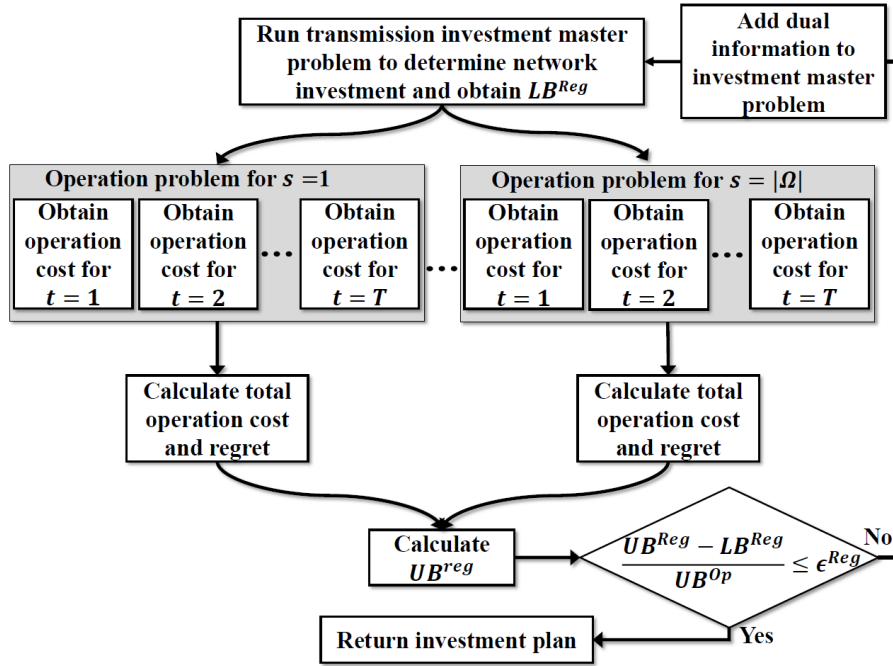 Run transmission investment master
problem to determine network
investment and obtain LB^Reg
Add dual
information to
investment master
problem
Operation problem for s =1
Obtain
operation
cost for
t = 1
Obtain
operation
cost for
t = 2
...
Obtain
operation
cost for
t = T
...
Operation problem for s = |Ω|
Obtain
operation
cost for
t = 1
Obtain
operation
cost for
t = 2
...
Obtain
operation
cost for
t = T
Calculate total
operation cost
and regret
Calculate total
operation cost
and regret
Calculate
UB^reg
UB^Reg − LB^Reg
UB^Op
≤ ϵ^Reg
No
Yes
Return investment plan